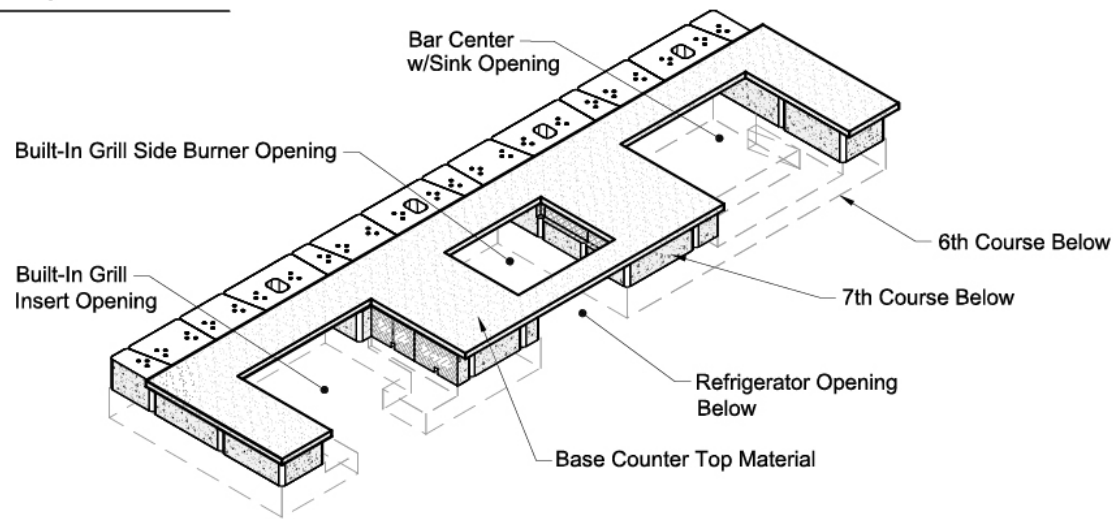 Bar Center
w/Sink Opening
Built-In Grill Side Burner Opening
Built-In Grill
Insert Opening
6th Course Below
7th Course Below
Refrigerator Opening
Below
Base Counter Top Material